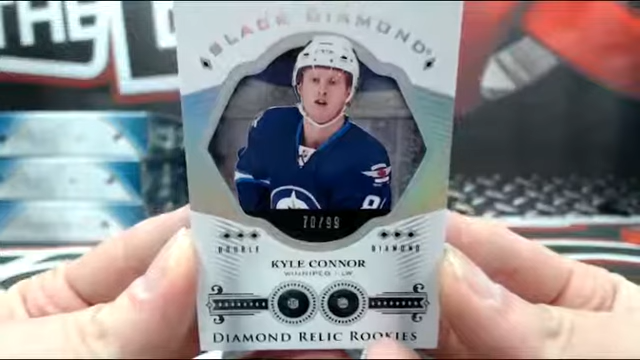 BLACK DIAMOND
70/99
DOUBLE DIAMOND
KYLE CONNOR
WINNIPEG · LW
DIAMOND RELIC ROOKIES